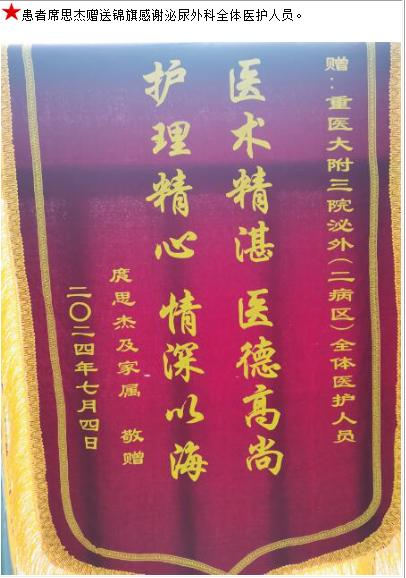 ★患者席思杰赠送锦旗感谢泌尿外科全体医护人员。
赠：重医大附三院泌外（二病区）全体医护人员
医术精湛 医德高尚
护理精心 情深以海
席思杰及家属 敬赠
二〇二四年七月四日